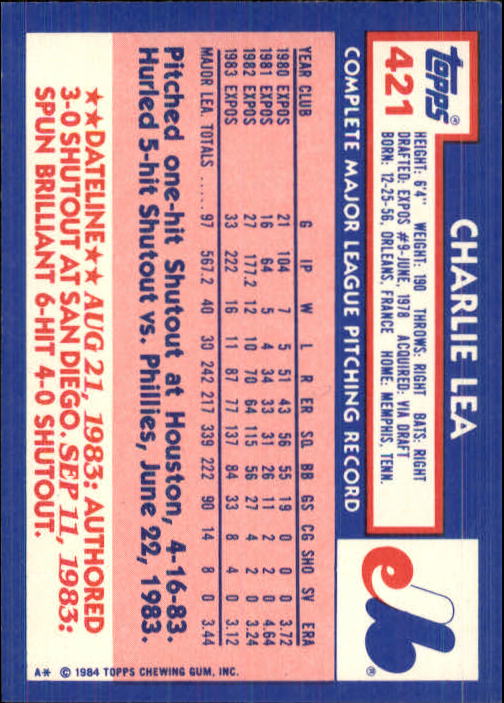 topps®
421
CHARLIE LEA
HEIGHT: 6'4" WEIGHT: 190 THROWS: RIGHT BATS: RIGHT
DRAFTED: EXPOS #9-JUNE, 1978 ACQUIRED: VIA DRAFT
BORN: 12-25-56, ORLEANS, FRANCE HOME: MEMPHIS, TENN.
COMPLETE MAJOR LEAGUE PITCHING RECORD
YEAR CLUB G IP W L R ER SO BB GS CG SHO SV ERA
1980 EXPOS 21 104 7 5 51 43 56 55 19 0 0 0 3.72
1981 EXPOS 16 64 5 4 34 33 31 26 11 2 2 0 4.64
1982 EXPOS 27 177.2 12 10 70 64 115 56 27 4 2 0 3.24
1983 EXPOS 33 222 16 11 87 77 137 84 33 8 4 0 3.12
MAJOR LEA. TOTALS .....97 567.2 40 30 242 217 339 222 90 14 8 0 3.44
Pitched one-hit Shutout at Houston, 4-16-83.
Hurled 5-hit Shutout vs. Phillies, June 22, 1983.
★★DATELINE★★ AUG 21, 1983: AUTHORED
3-0 SHUTOUT AT SAN DIEGO. SEP 11, 1983:
SPUN BRILLIANT 6-HIT 4-0 SHUTOUT.
A* © 1984 TOPPS CHEWING GUM, INC.